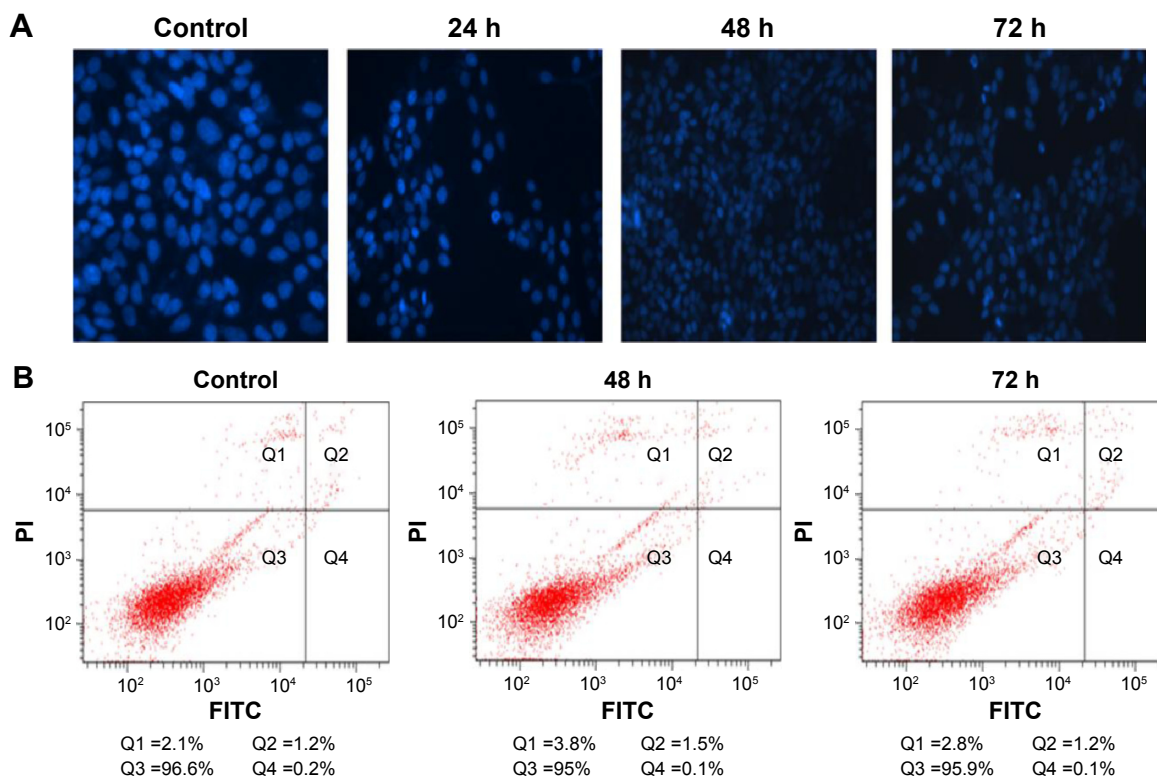 A
Control 24 h 48 h 72 h
B
Control 48 h 72 h
PI
10⁵
10⁴
10³
10²
Q1 Q2
Q3 Q4
10² 10³ 10⁴ 10⁵
FITC
Q1 =2.1% Q2 =1.2%
Q3 =96.6% Q4 =0.2%
PI
10⁵
10⁴
10³
10²
Q1 Q2
Q3 Q4
10² 10³ 10⁴ 10⁵
FITC
Q1 =3.8% Q2 =1.5%
Q3 =95% Q4 =0.1%
PI
10⁵
10⁴
10³
10²
Q1 Q2
Q3 Q4
10² 10³ 10⁴ 10⁵
FITC
Q1 =2.8% Q2 =1.2%
Q3 =95.9% Q4 =0.1%